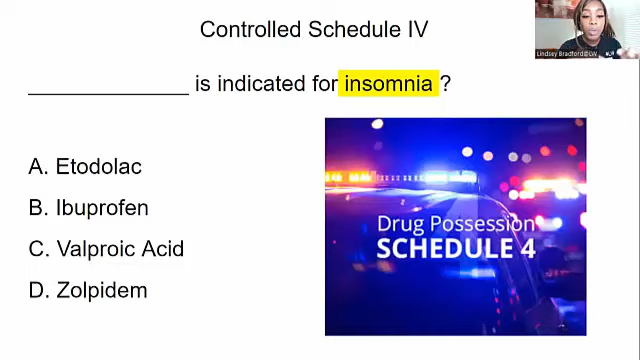 Controlled Schedule IV
Lindsey Bradford@LW
______________ is indicated for insomnia ?
A. Etodolac
B. Ibuprofen
C. Valproic Acid
D. Zolpidem
Drug Possession
SCHEDULE 4